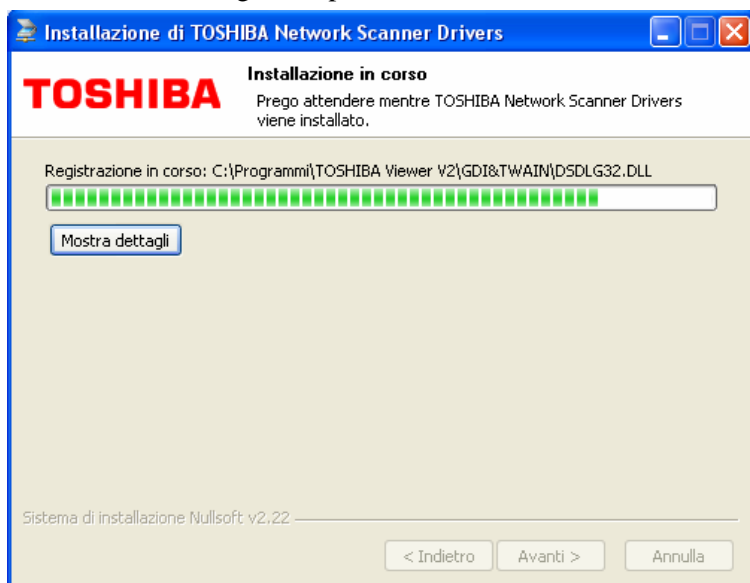 Installazione di TOSHIBA Network Scanner Drivers
TOSHIBA
Installazione in corso
Prego attendere mentre TOSHIBA Network Scanner Drivers
viene installato.
Registrazione in corso: C:\Programmi\TOSHIBA Viewer V2\GDI&TWAIN\DSDLG32.DLL
Mostra dettagli
Sistema di installazione Nullsoft v2.22
< Indietro
Avanti >
Annulla